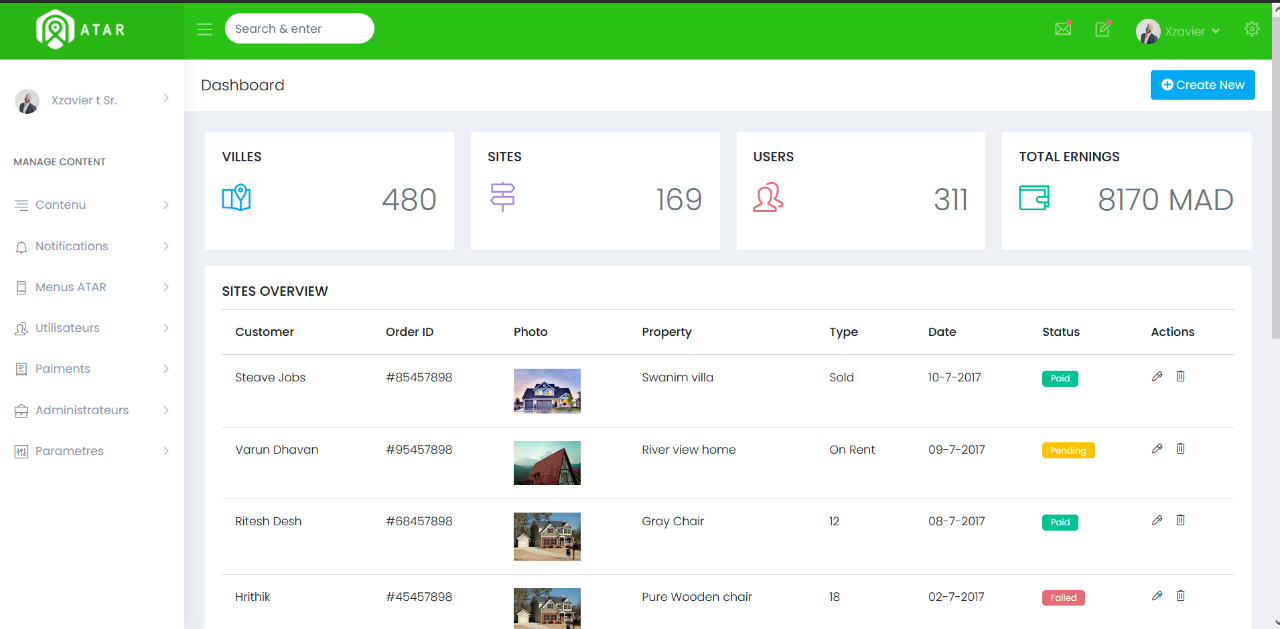 ATAR
Search & enter
Xzavier
Xzavier t Sr.
Dashboard
Create New
MANAGE CONTENT
Contenu
Notifications
Menus ATAR
Utilisateurs
Paiments
Administrateurs
Parametres
VILLES
480
SITES
169
USERS
311
TOTAL ERNINGS
8170 MAD
SITES OVERVIEW
Customer Order ID Photo Property Type Date Status Actions
Steave Jobs #85457898 Swanim villa Sold 10-7-2017 Paid
Varun Dhavan #95457898 River view home On Rent 09-7-2017 Pending
Ritesh Desh #68457898 Gray Chair 12 08-7-2017 Paid
Hrithik #45457898 Pure Wooden chair 18 02-7-2017 Failed